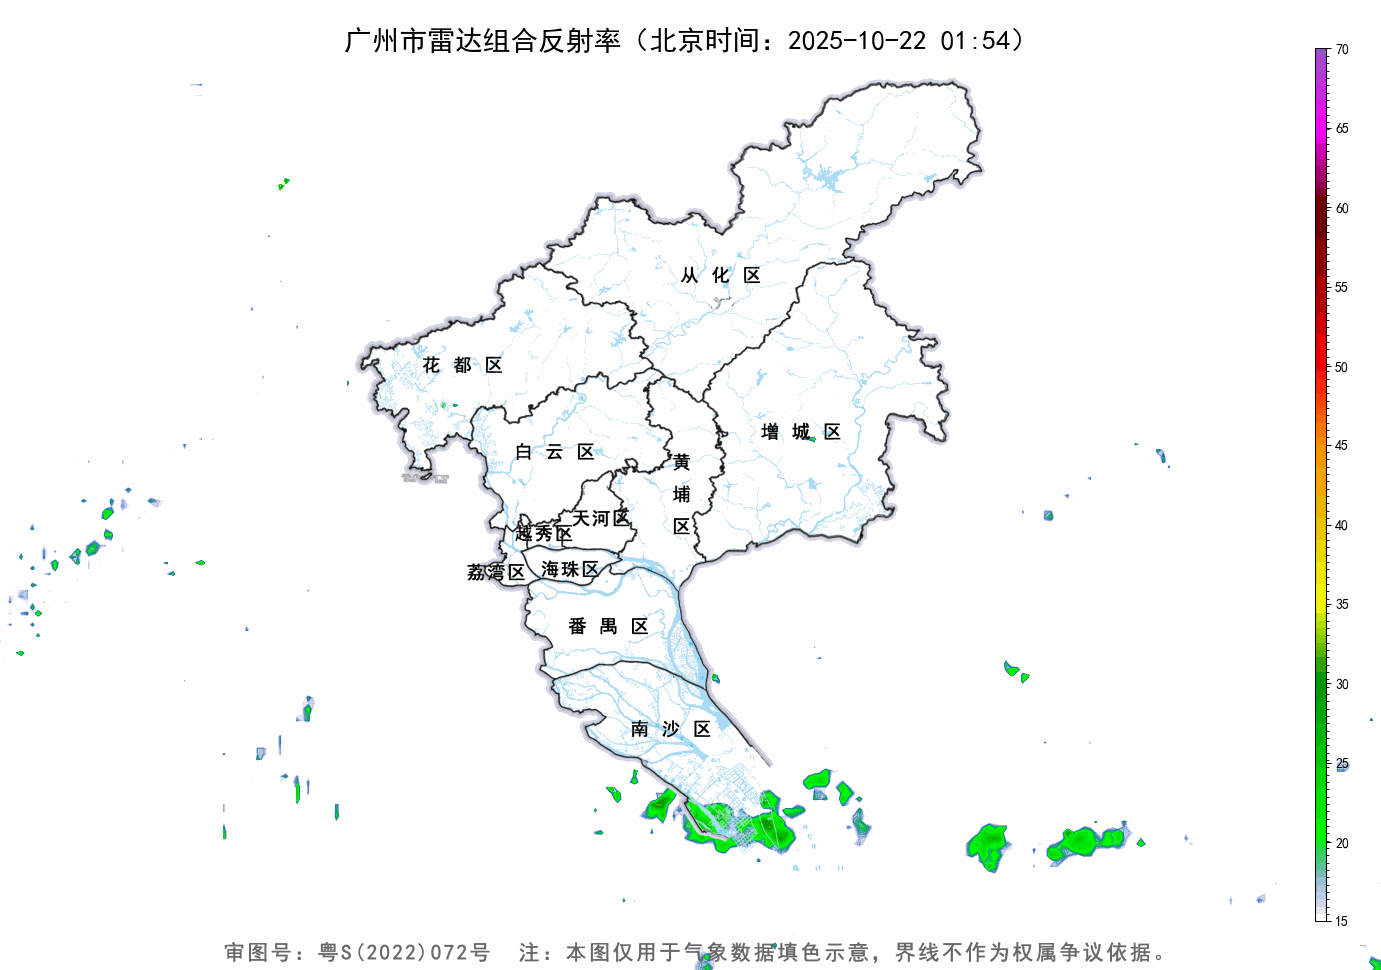 广州市雷达组合反射率（北京时间：2025-10-22 01:54）
70
65
60
55
50
45
40
35
30
25
20
15
从化区
花都区
增城区
白云区
黄埔区
天河区
越秀区
荔湾区
海珠区
番禺区
南沙区
审图号：粤S(2022)072号 注：本图仅用于气象数据填色示意，界线不作为权属争议依据。